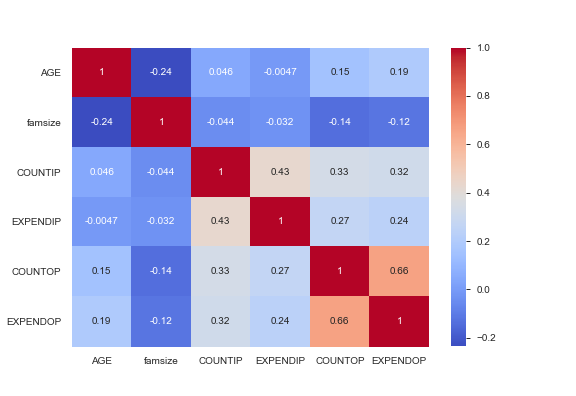 AGE 1 -0.24 0.046 -0.0047 0.15 0.19
famsize -0.24 1 -0.044 -0.032 -0.14 -0.12
COUNTIP 0.046 -0.044 1 0.43 0.33 0.32
EXPENDIP -0.0047 -0.032 0.43 1 0.27 0.24
COUNTOP 0.15 -0.14 0.33 0.27 1 0.66
EXPENDOP 0.19 -0.12 0.32 0.24 0.66 1
AGE famsize COUNTIP EXPENDIP COUNTOP EXPENDOP
1.0
0.8
0.6
0.4
0.2
0.0
−0.2